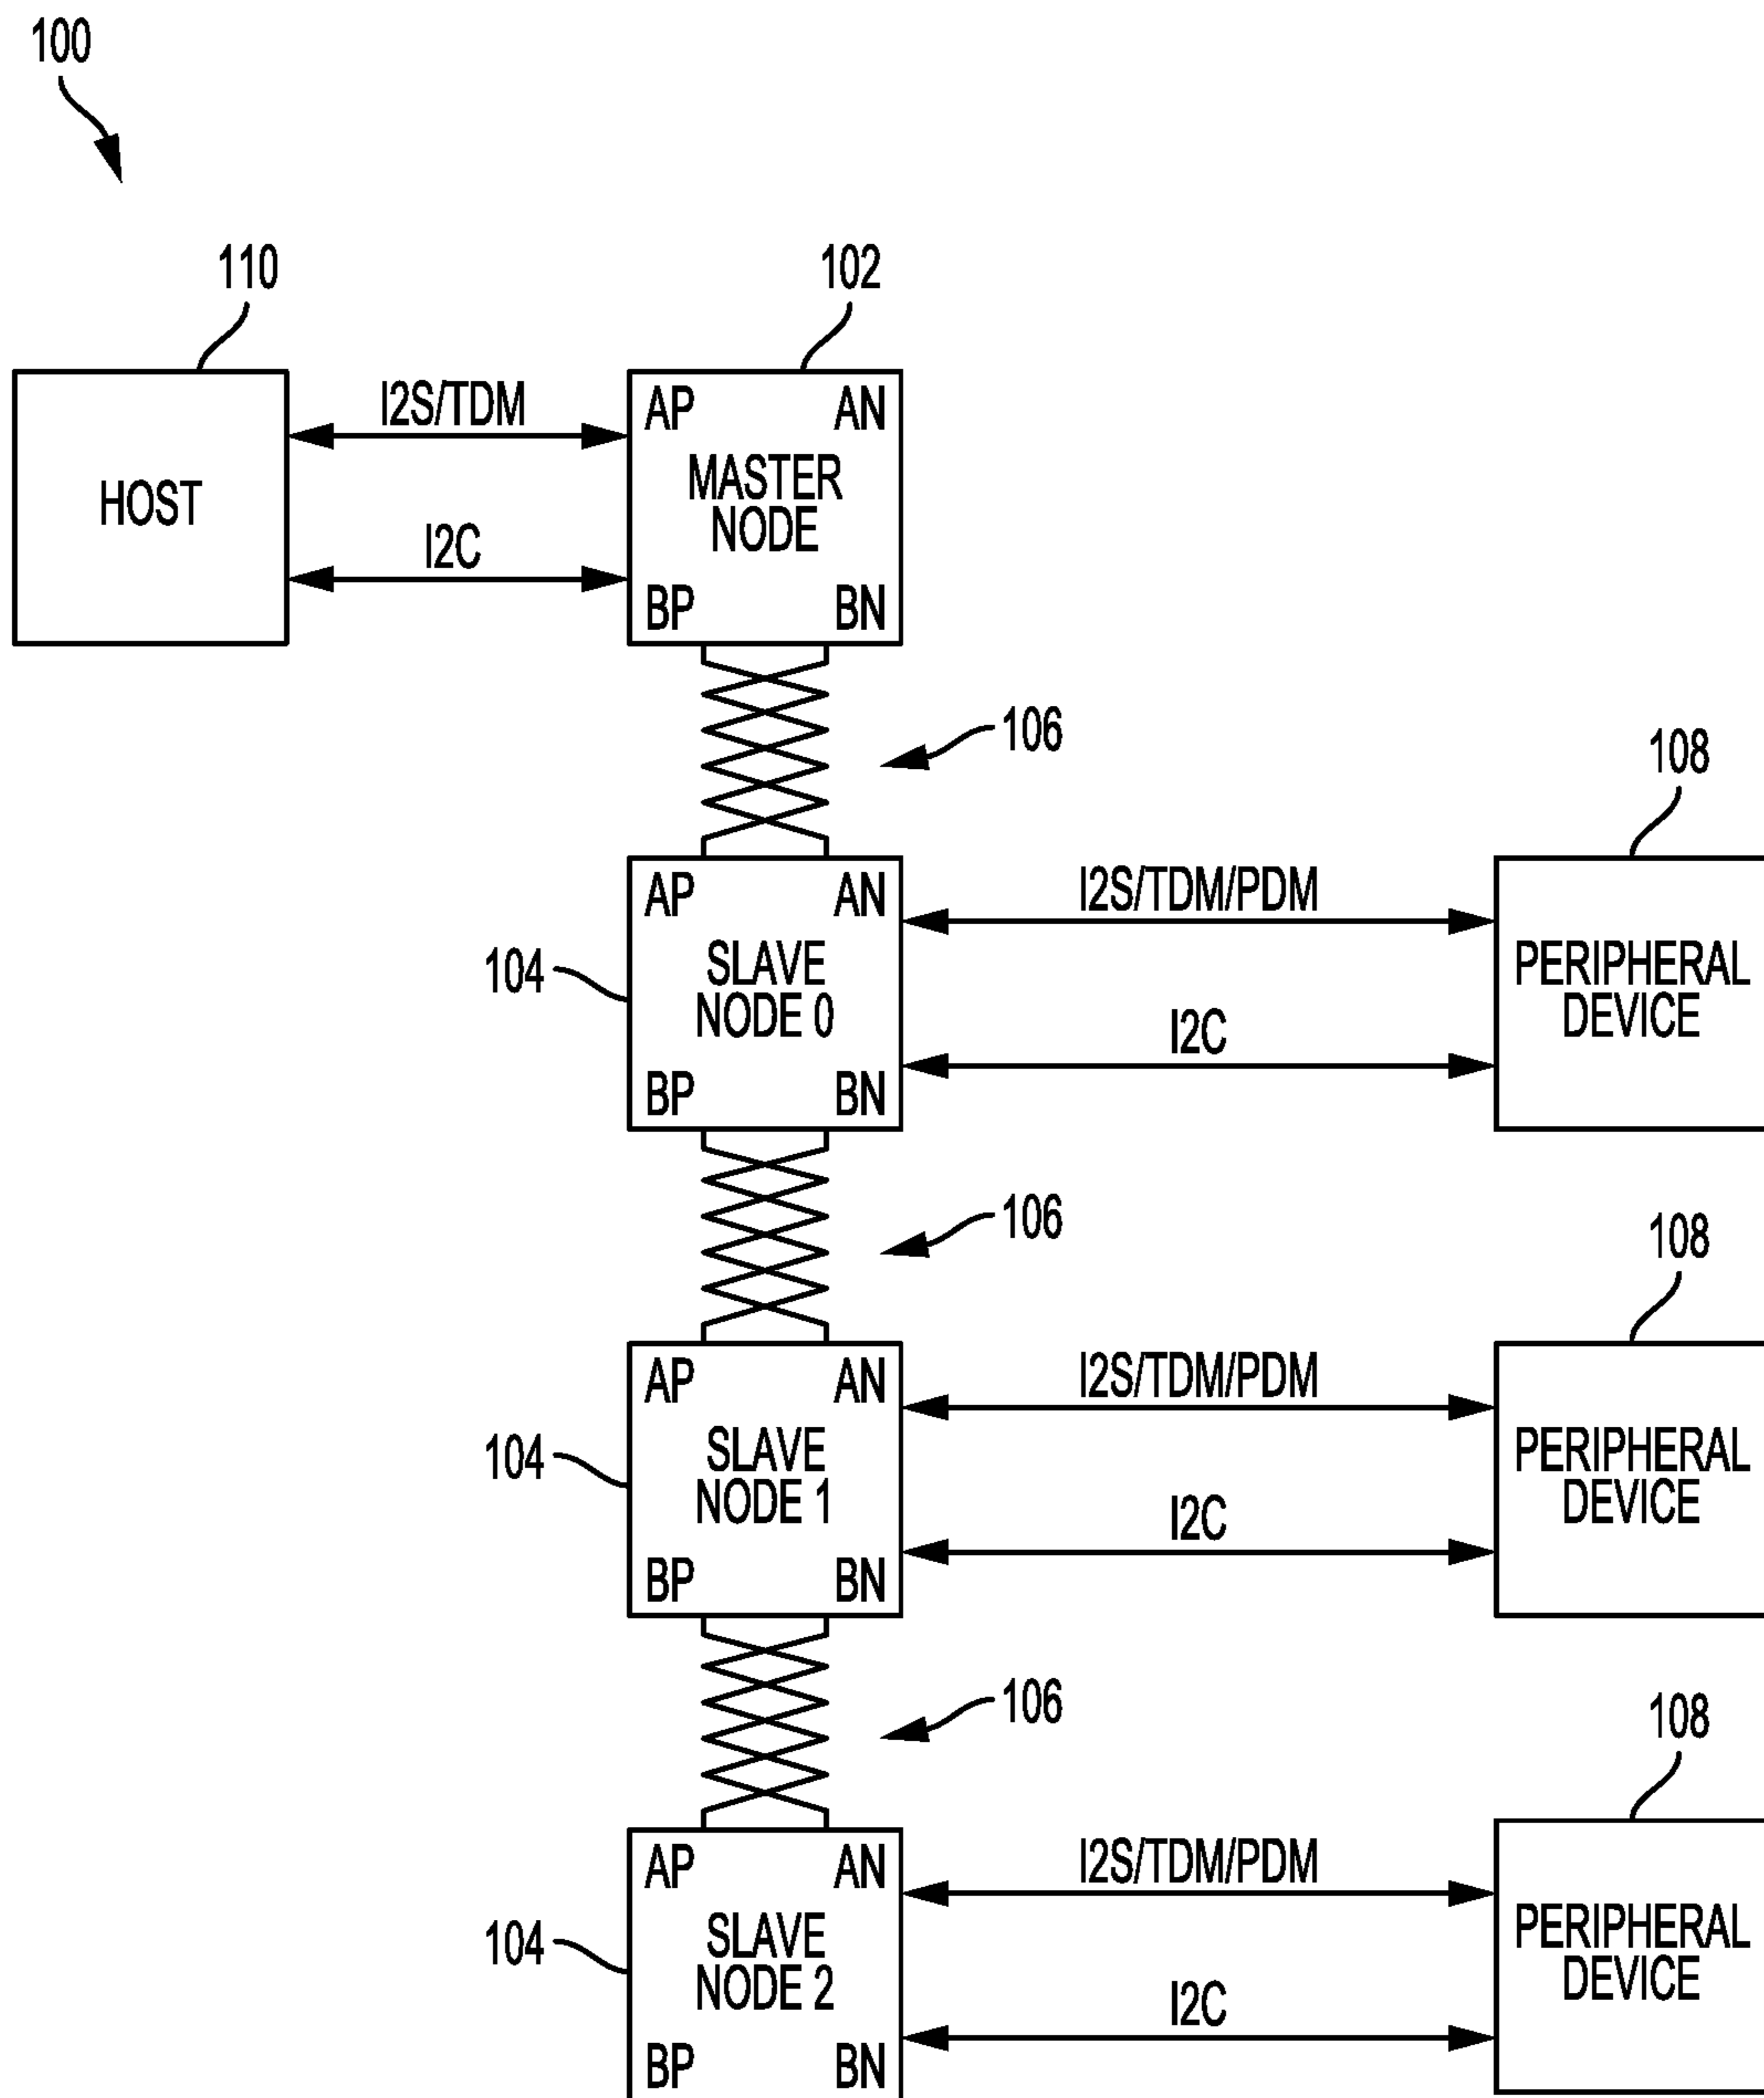 100
110
102
HOST
I2S/TDM
I2C
AP AN
MASTER
NODE
BP BN
106
108
104
AP AN
SLAVE
NODE 0
BP BN
I2S/TDM/PDM
I2C
PERIPHERAL
DEVICE
106
108
104
AP AN
SLAVE
NODE 1
BP BN
I2S/TDM/PDM
I2C
PERIPHERAL
DEVICE
106
108
104
AP AN
SLAVE
NODE 2
BP BN
I2S/TDM/PDM
I2C
PERIPHERAL
DEVICE